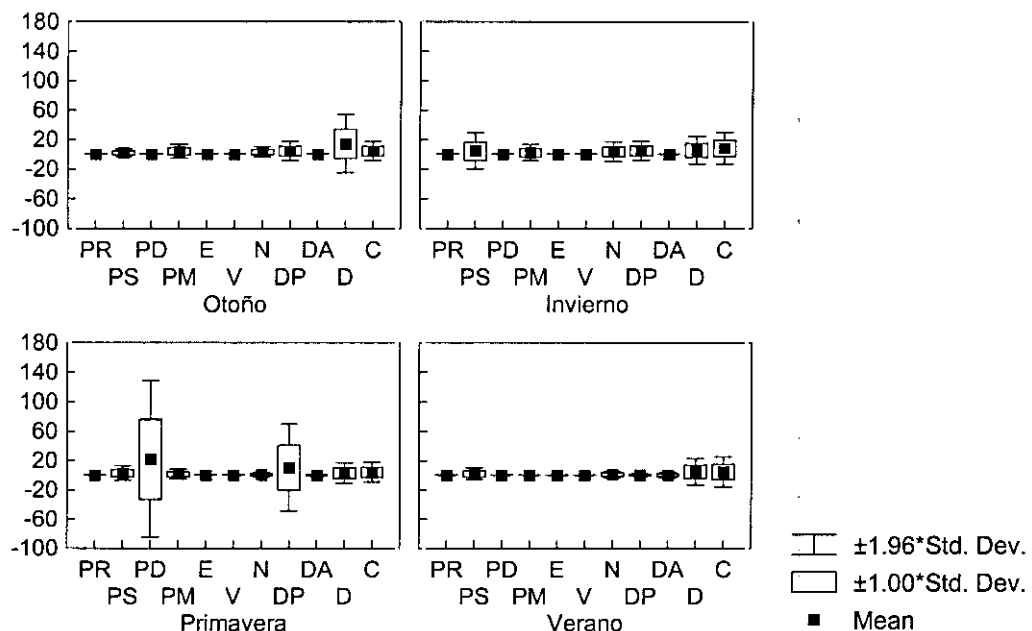 180
140
100
60
20
-20
-60
-100
PR PD E N DA C
PS PM V DP D
Otoño
PR PD E N DA C
PS PM V DP D
Invierno
180
140
100
60
20
-20
-60
-100
PR PD E N DA C
PS PM V DP D
Primavera
PR PD E N DA C
PS PM V DP D
Verano
±1.96*Std. Dev.
±1.00*Std. Dev.
Mean